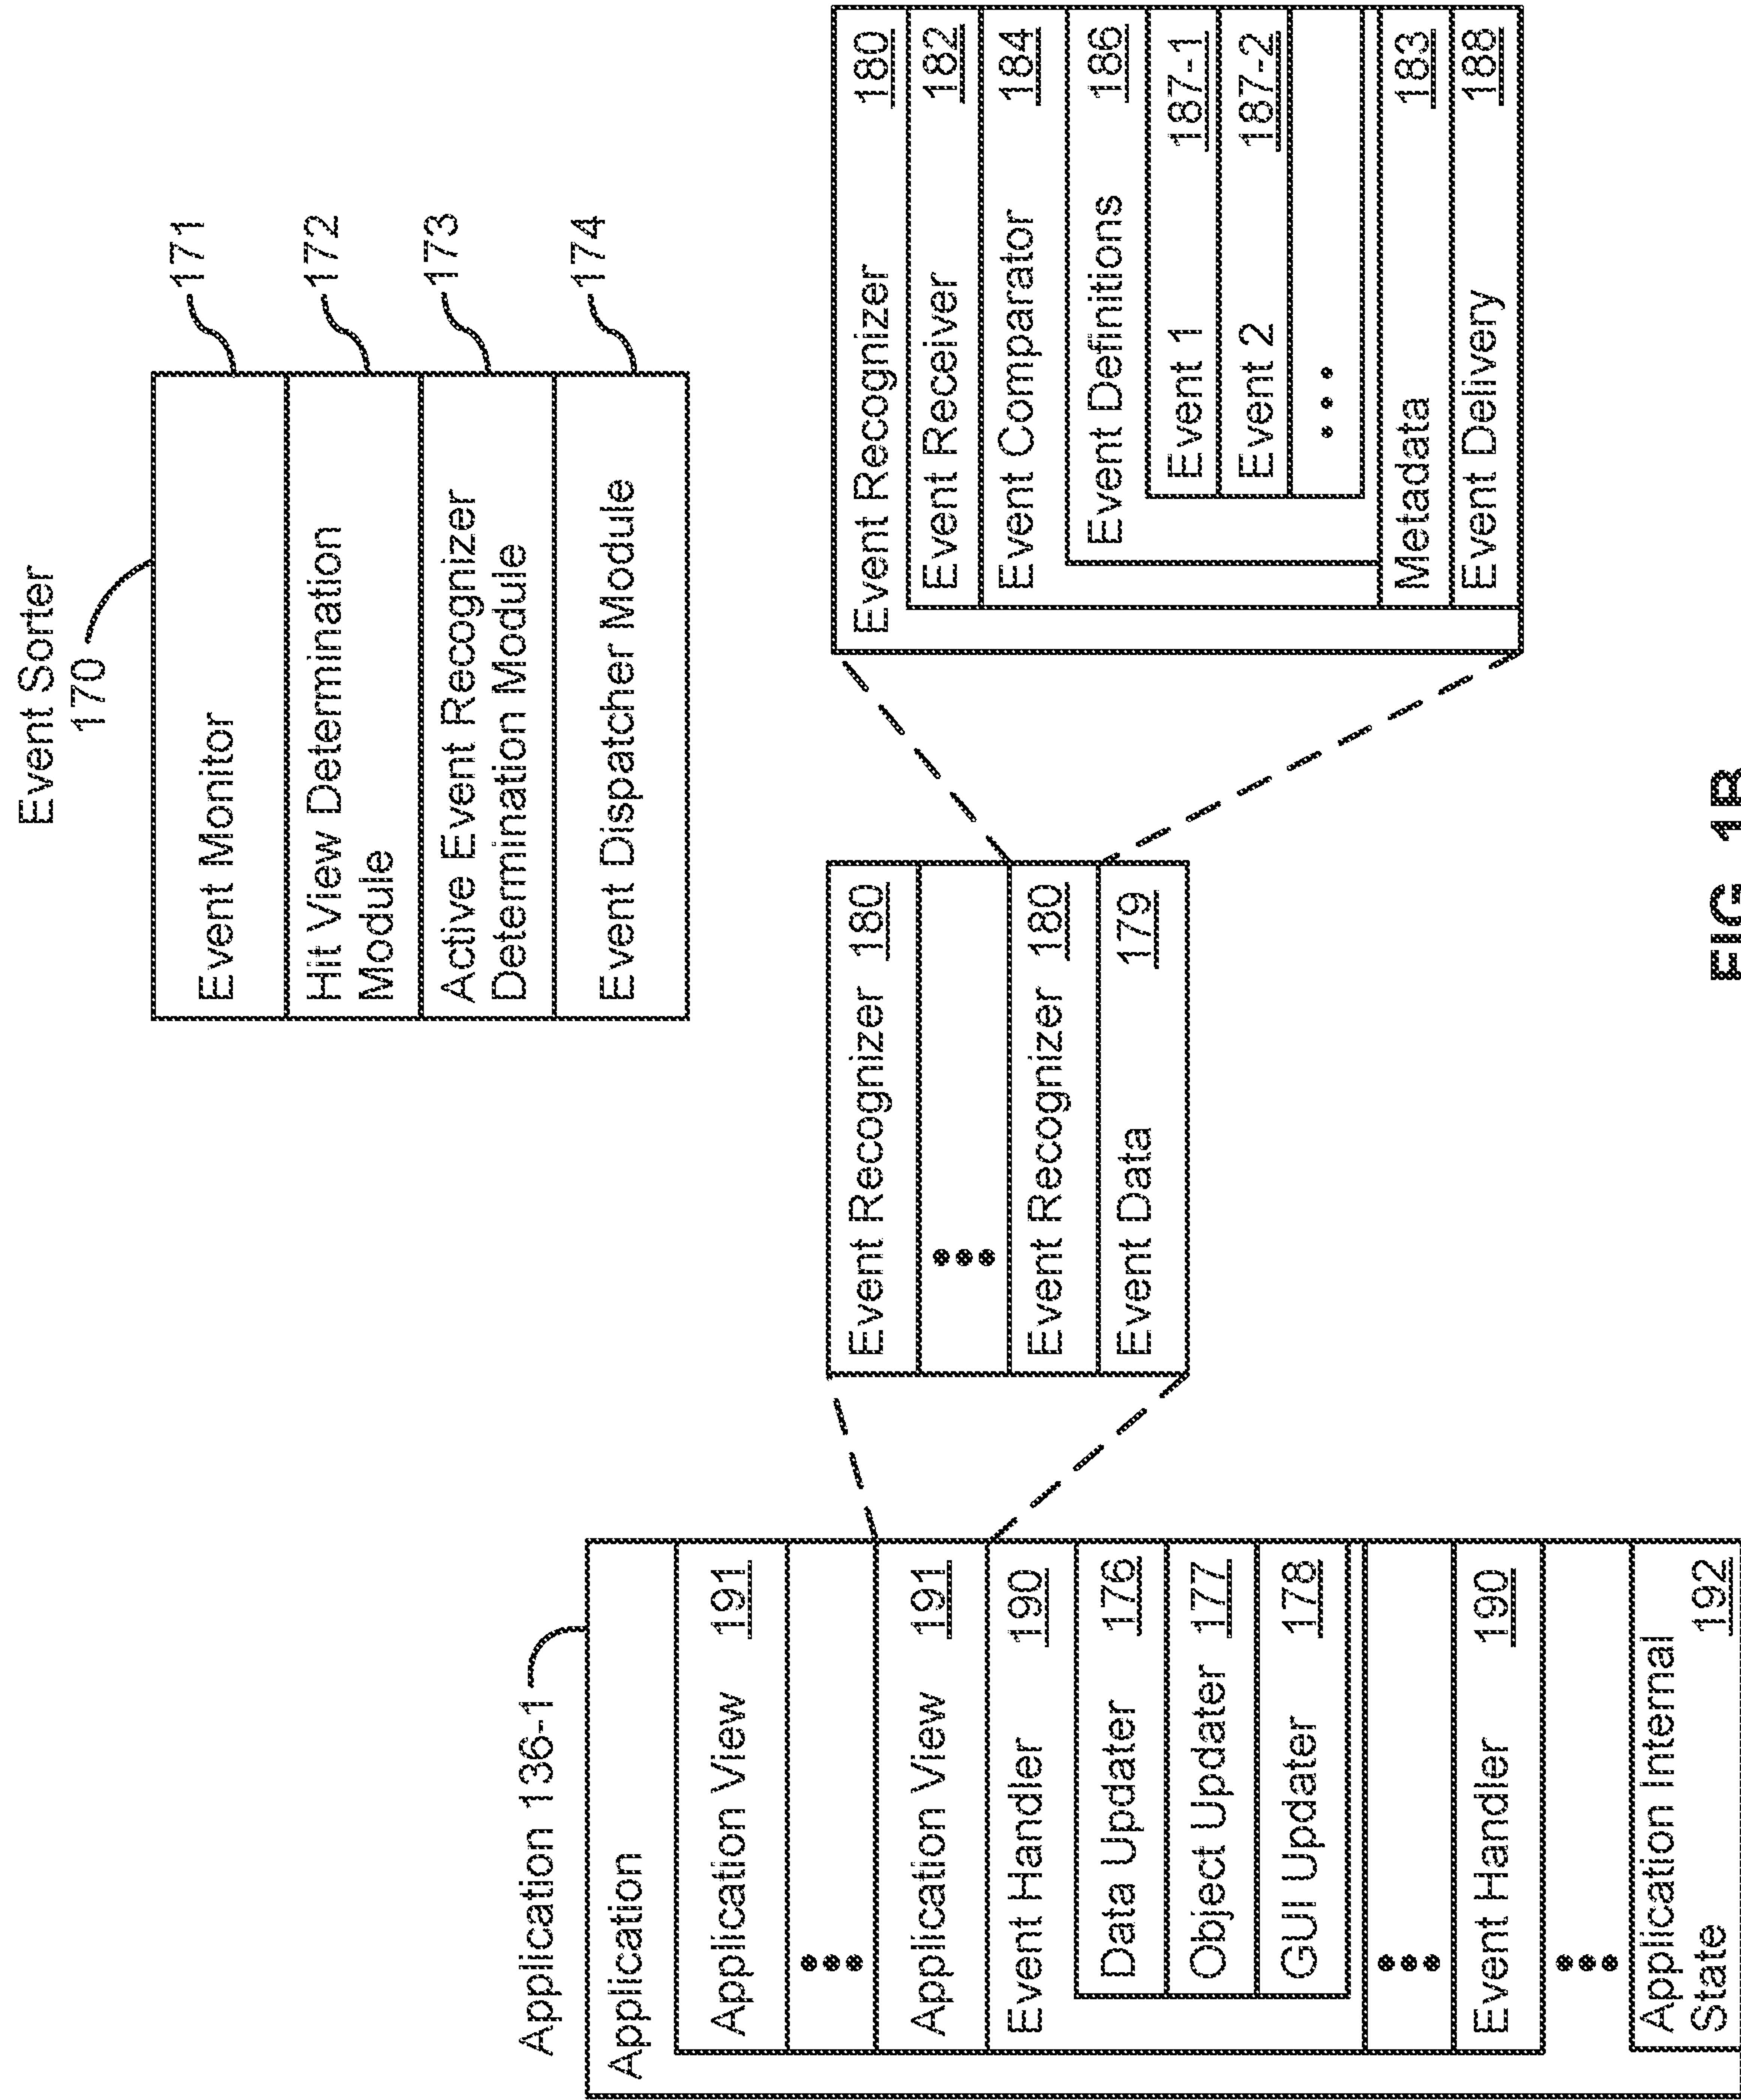 Event Sorter
170
Event Monitor
171
Hit View Determination
Module
172
Active Event Recognizer
Determination Module
173
Event Dispatcher Module
174
Application 136-1
Application
Application View 191
Application View 191
Event Handler 190
Data Updater 176
Object Updater 177
GUI Updater 178
Event Handler 190
Application Internal
State 192
Event Recognizer 180
Event Recognizer 180
Event Data 179
Event Recognizer 180
Event Receiver 182
Event Comparator 184
Event Definitions 186
Event 1 187-1
Event 2 187-2
Metadata 183
Event Delivery 188
FIG. 1B